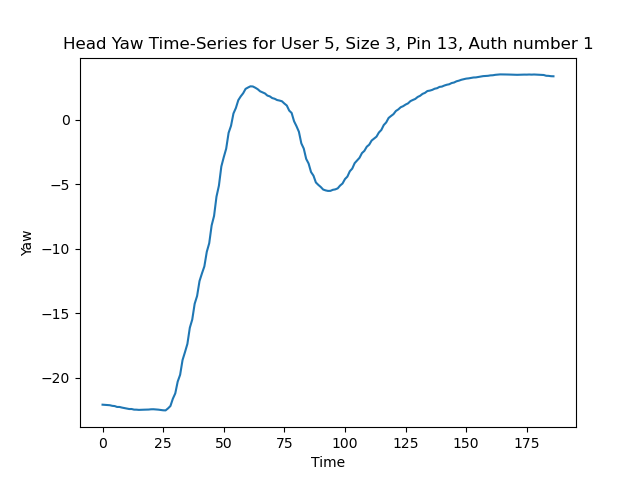 Head Yaw Time-Series for User 5, Size 3, Pin 13, Auth number 1
0
−5
−10
−15
−20
Yaw
0 25 50 75 100 125 150 175
Time